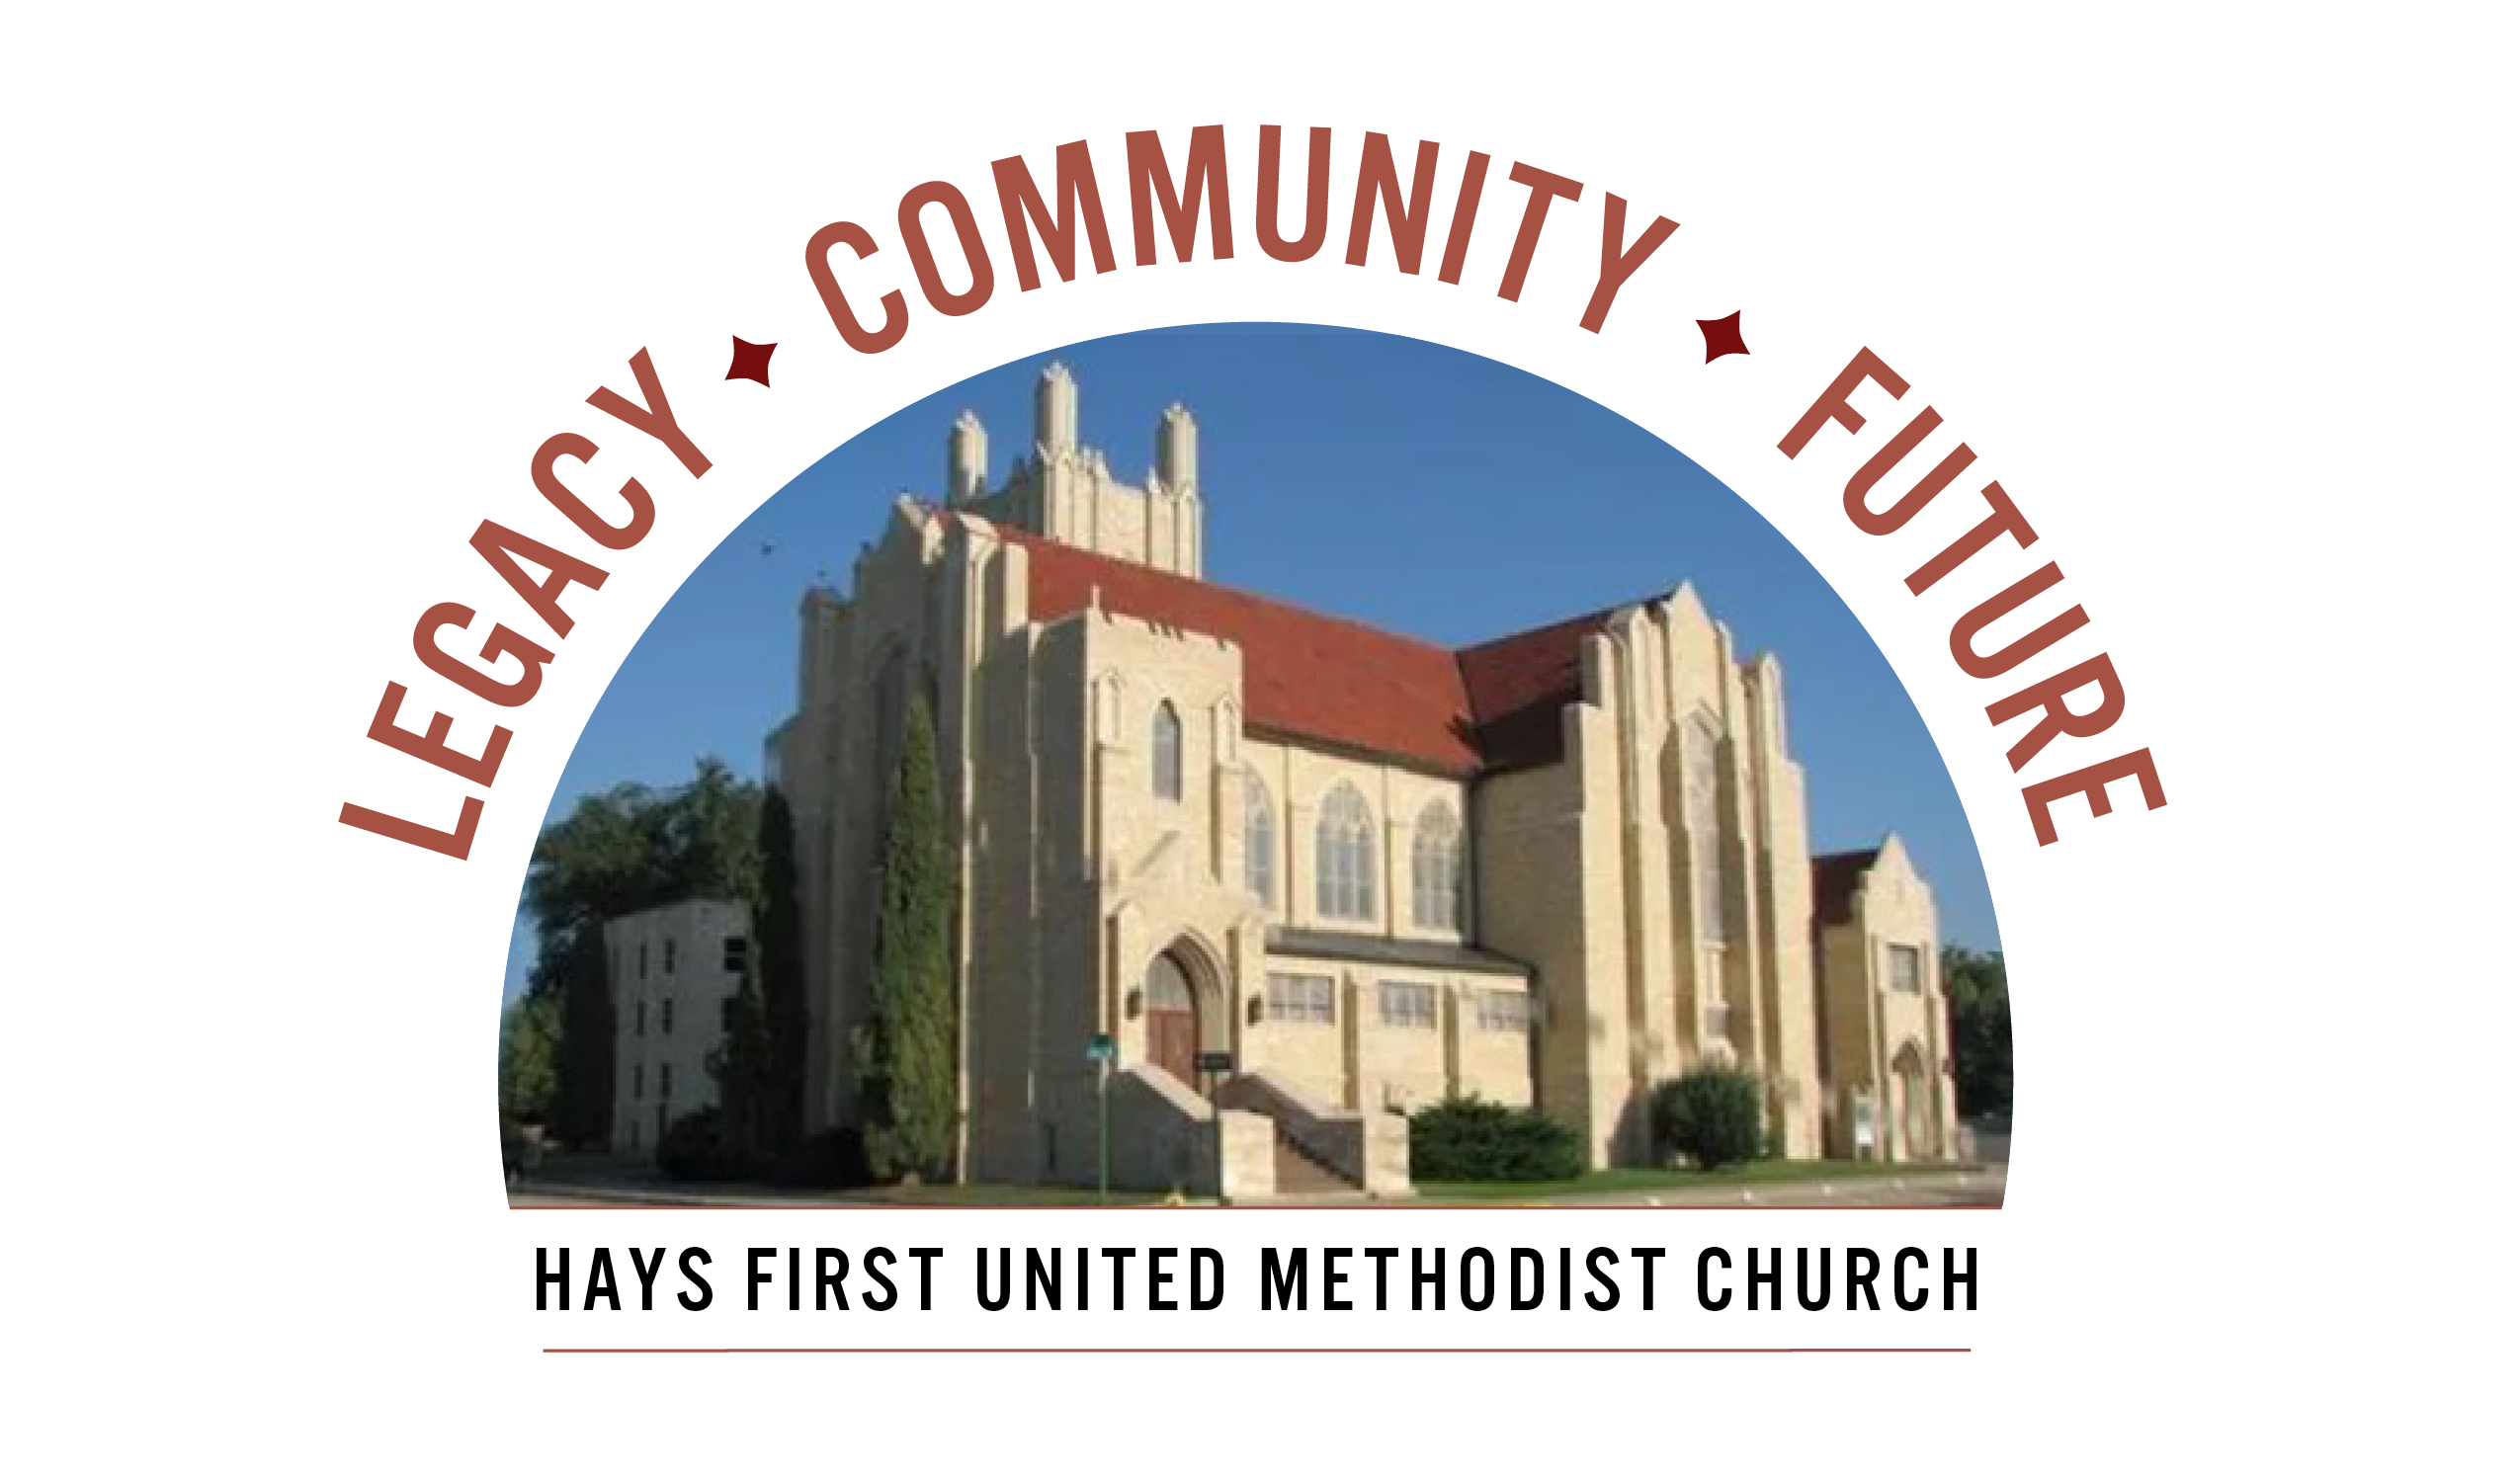 LEGACY ✦ COMMUNITY ✦ FUTURE
HAYS FIRST UNITED METHODIST CHURCH